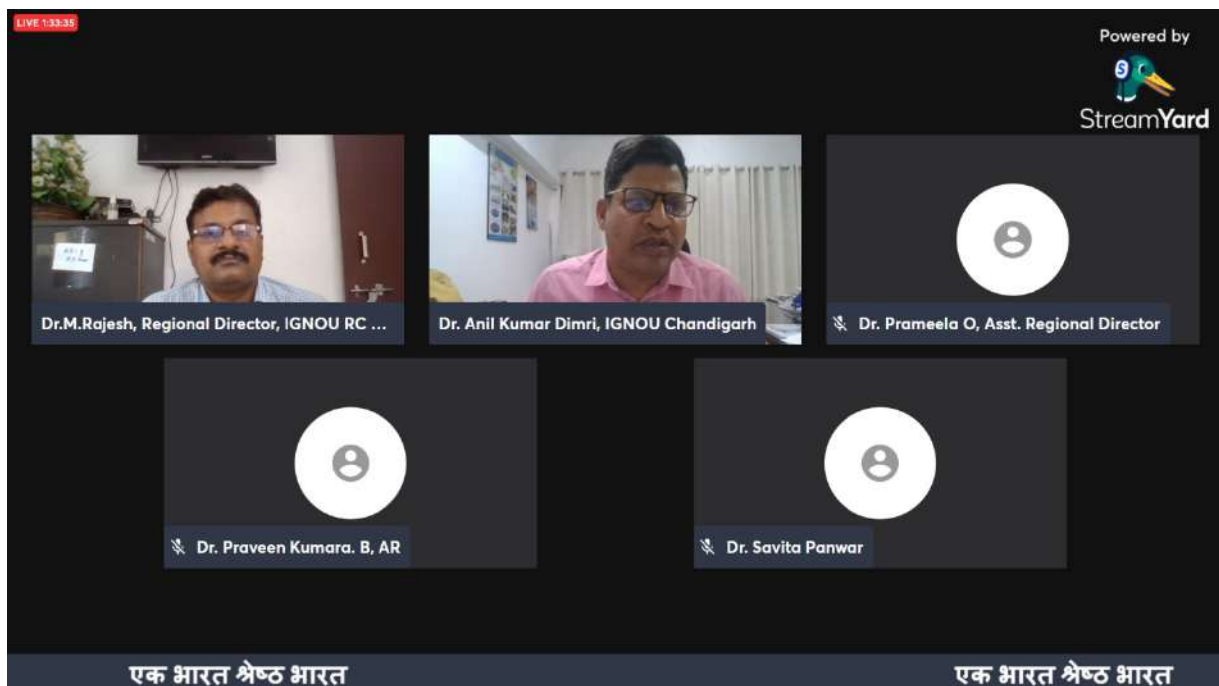 LIVE 1:33:35
Powered by
S
StreamYard
Dr.M.Rajesh, Regional Director, IGNOU RC ...
Dr. Anil Kumar Dimri, IGNOU Chandigarh
Dr. Prameela O, Asst. Regional Director
Dr. Praveen Kumara. B, AR
Dr. Savita Panwar
एक भारत श्रेष्ठ भारत
एक भारत श्रेष्ठ भारत